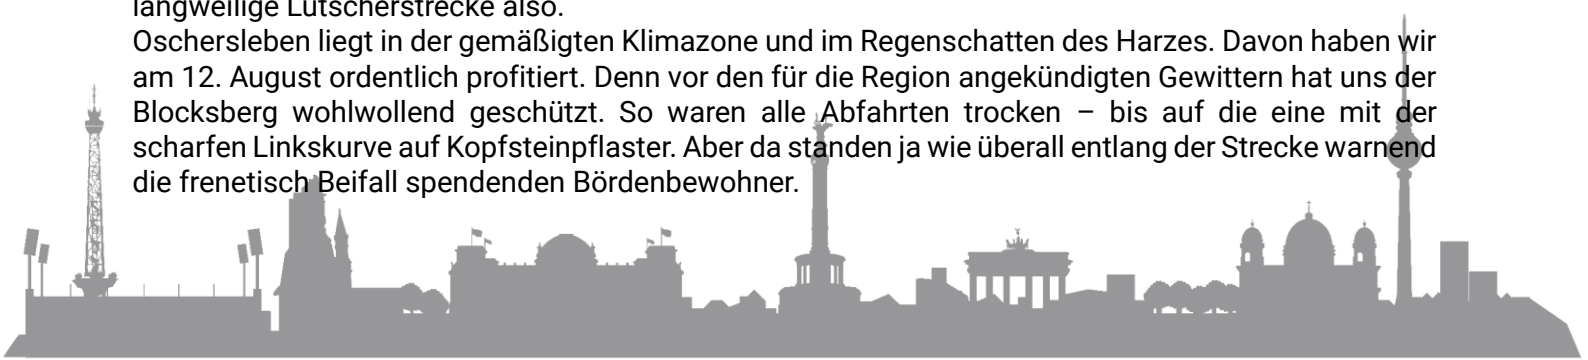 langweilige Lutscherstrecke also.
Oschersleben liegt in der gemäßigten Klimazone und im Regenschatten des Harzes. Davon haben wir
am 12. August ordentlich profitiert. Denn vor den für die Region angekündigten Gewittern hat uns der
Blocksberg wohlwollend geschützt. So waren alle Abfahrten trocken – bis auf die eine mit der
scharfen Linkskurve auf Kopfsteinpflaster. Aber da standen ja wie überall entlang der Strecke warnend
die frenetisch Beifall spendenden Bördenbewohner.